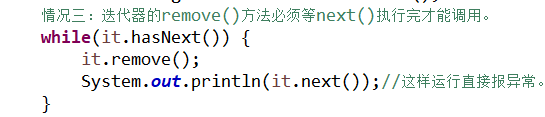 情况三：迭代器的remove()方法必须等next()执行完才能调用。
while(it.hasNext()) {
    it.remove();
    System.out.println(it.next());//这样运行直接报异常。
}